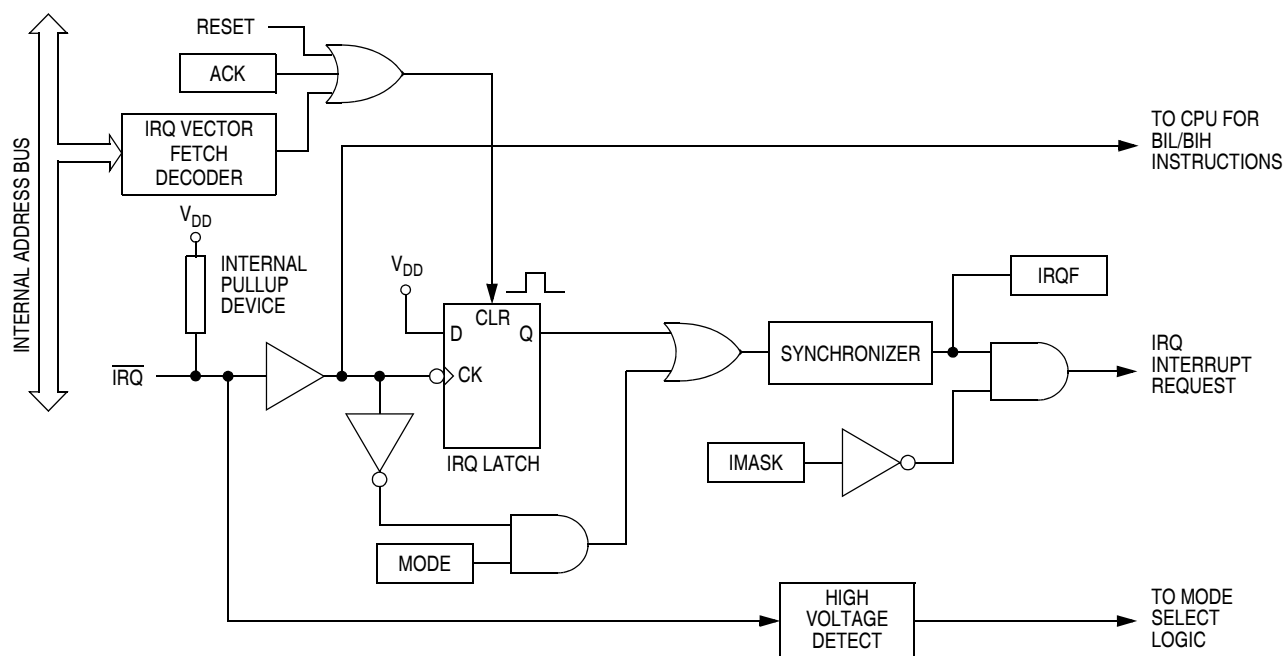 RESET
ACK
IRQ VECTOR
FETCH
DECODER
INTERNAL ADDRESS BUS
VDD
INTERNAL
PULLUP
DEVICE
IRQ
VDD
D
CLR
Q
CK
IRQ LATCH
MODE
SYNCHRONIZER
IRQF
IMASK
HIGH
VOLTAGE
DETECT
TO CPU FOR
BIL/BIH
INSTRUCTIONS
IRQ
INTERRUPT
REQUEST
TO MODE
SELECT
LOGIC